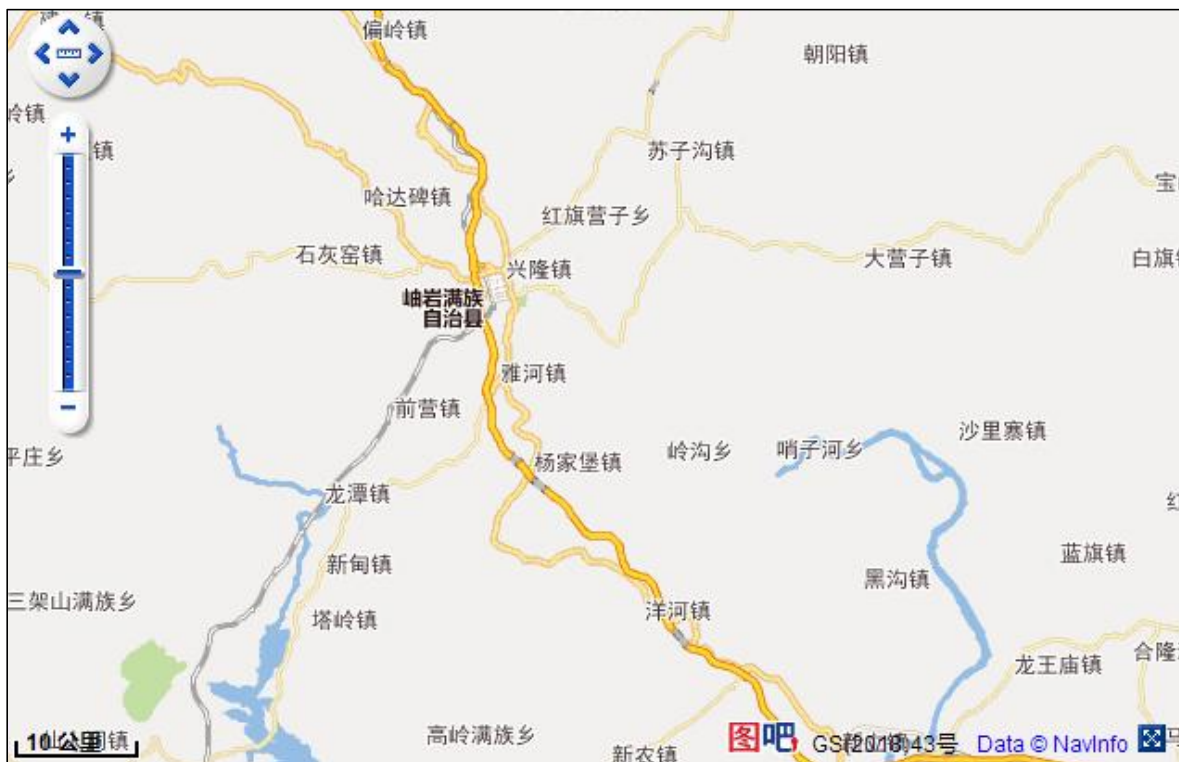 偏岭镇
朝阳镇
岭镇
镇
苏子沟镇
哈达碑镇
红旗营子乡
石灰窑镇
兴隆镇
大营子镇
岫岩满族
自治县
雅河镇
前营镇
沙里寨镇
平庄乡
杨家堡镇
岭沟乡
哨子河乡
龙潭镇
新甸镇
蓝旗镇
黑沟镇
三架山满族乡
洋河镇
塔岭镇
龙王庙镇
高岭满族乡
新农镇
10 公里
图吧
Data © NavInfo